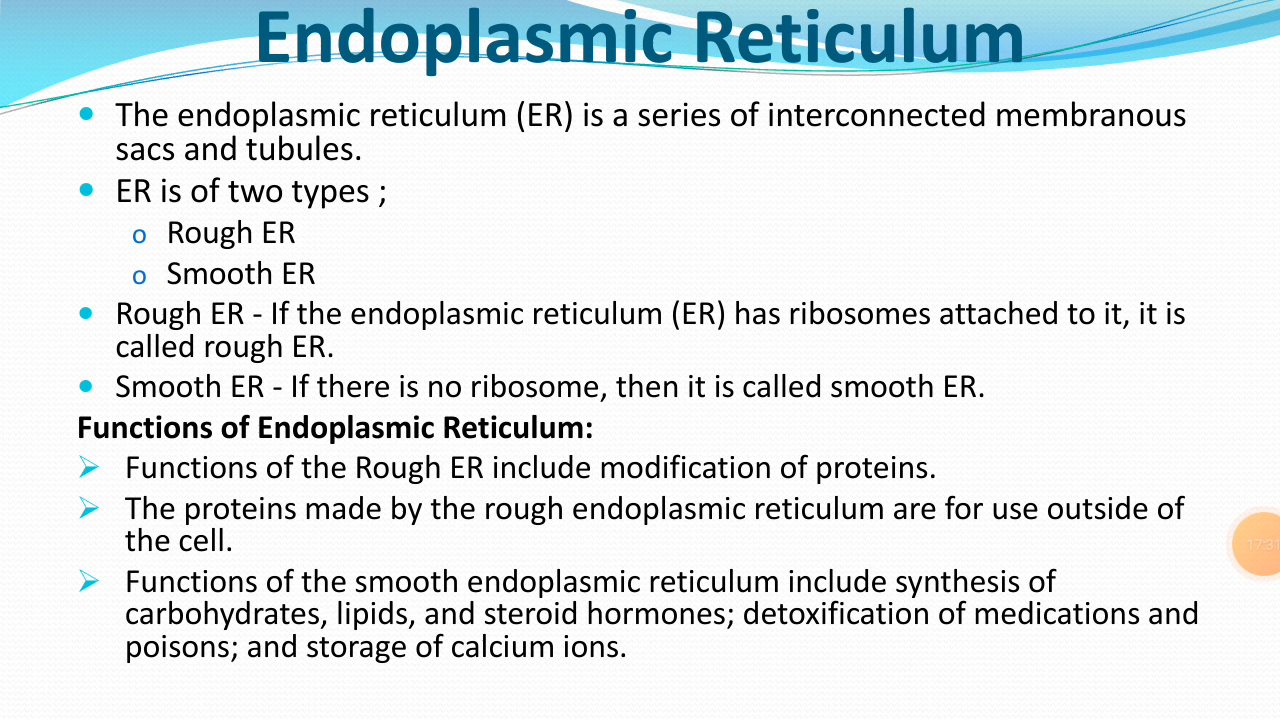 Endoplasmic Reticulum
• The endoplasmic reticulum (ER) is a series of interconnected membranous
sacs and tubules.
• ER is of two types ;
o Rough ER
o Smooth ER
• Rough ER - If the endoplasmic reticulum (ER) has ribosomes attached to it, it is
called rough ER.
• Smooth ER - If there is no ribosome, then it is called smooth ER.
Functions of Endoplasmic Reticulum:
➢ Functions of the Rough ER include modification of proteins.
➢ The proteins made by the rough endoplasmic reticulum are for use outside of
the cell.
➢ Functions of the smooth endoplasmic reticulum include synthesis of
carbohydrates, lipids, and steroid hormones; detoxification of medications and
poisons; and storage of calcium ions.
17:31